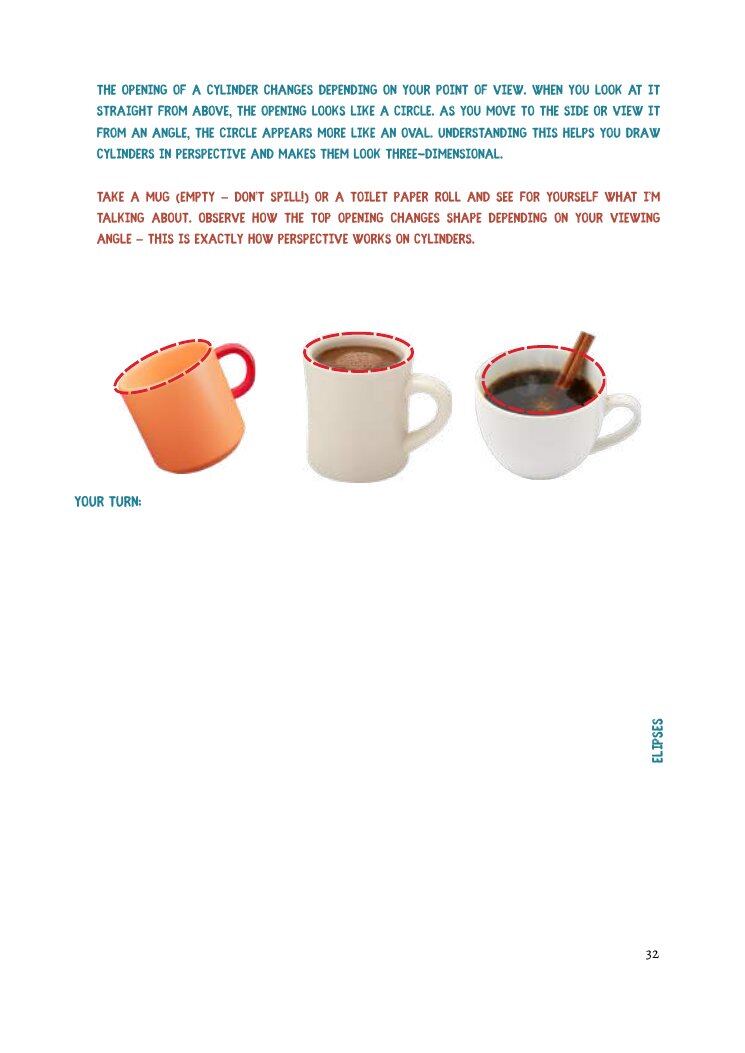 THE OPENING OF A CYLINDER CHANGES DEPENDING ON YOUR POINT OF VIEW. WHEN YOU LOOK AT IT
STRAIGHT FROM ABOVE, THE OPENING LOOKS LIKE A CIRCLE. AS YOU MOVE TO THE SIDE OR VIEW IT
FROM AN ANGLE, THE CIRCLE APPEARS MORE LIKE AN OVAL. UNDERSTANDING THIS HELPS YOU DRAW
CYLINDERS IN PERSPECTIVE AND MAKES THEM LOOK THREE-DIMENSIONAL.
TAKE A MUG (EMPTY – DON'T SPILL!) OR A TOILET PAPER ROLL AND SEE FOR YOURSELF WHAT I'M
TALKING ABOUT. OBSERVE HOW THE TOP OPENING CHANGES SHAPE DEPENDING ON YOUR VIEWING
ANGLE – THIS IS EXACTLY HOW PERSPECTIVE WORKS ON CYLINDERS.
YOUR TURN:
ELIPSES
32